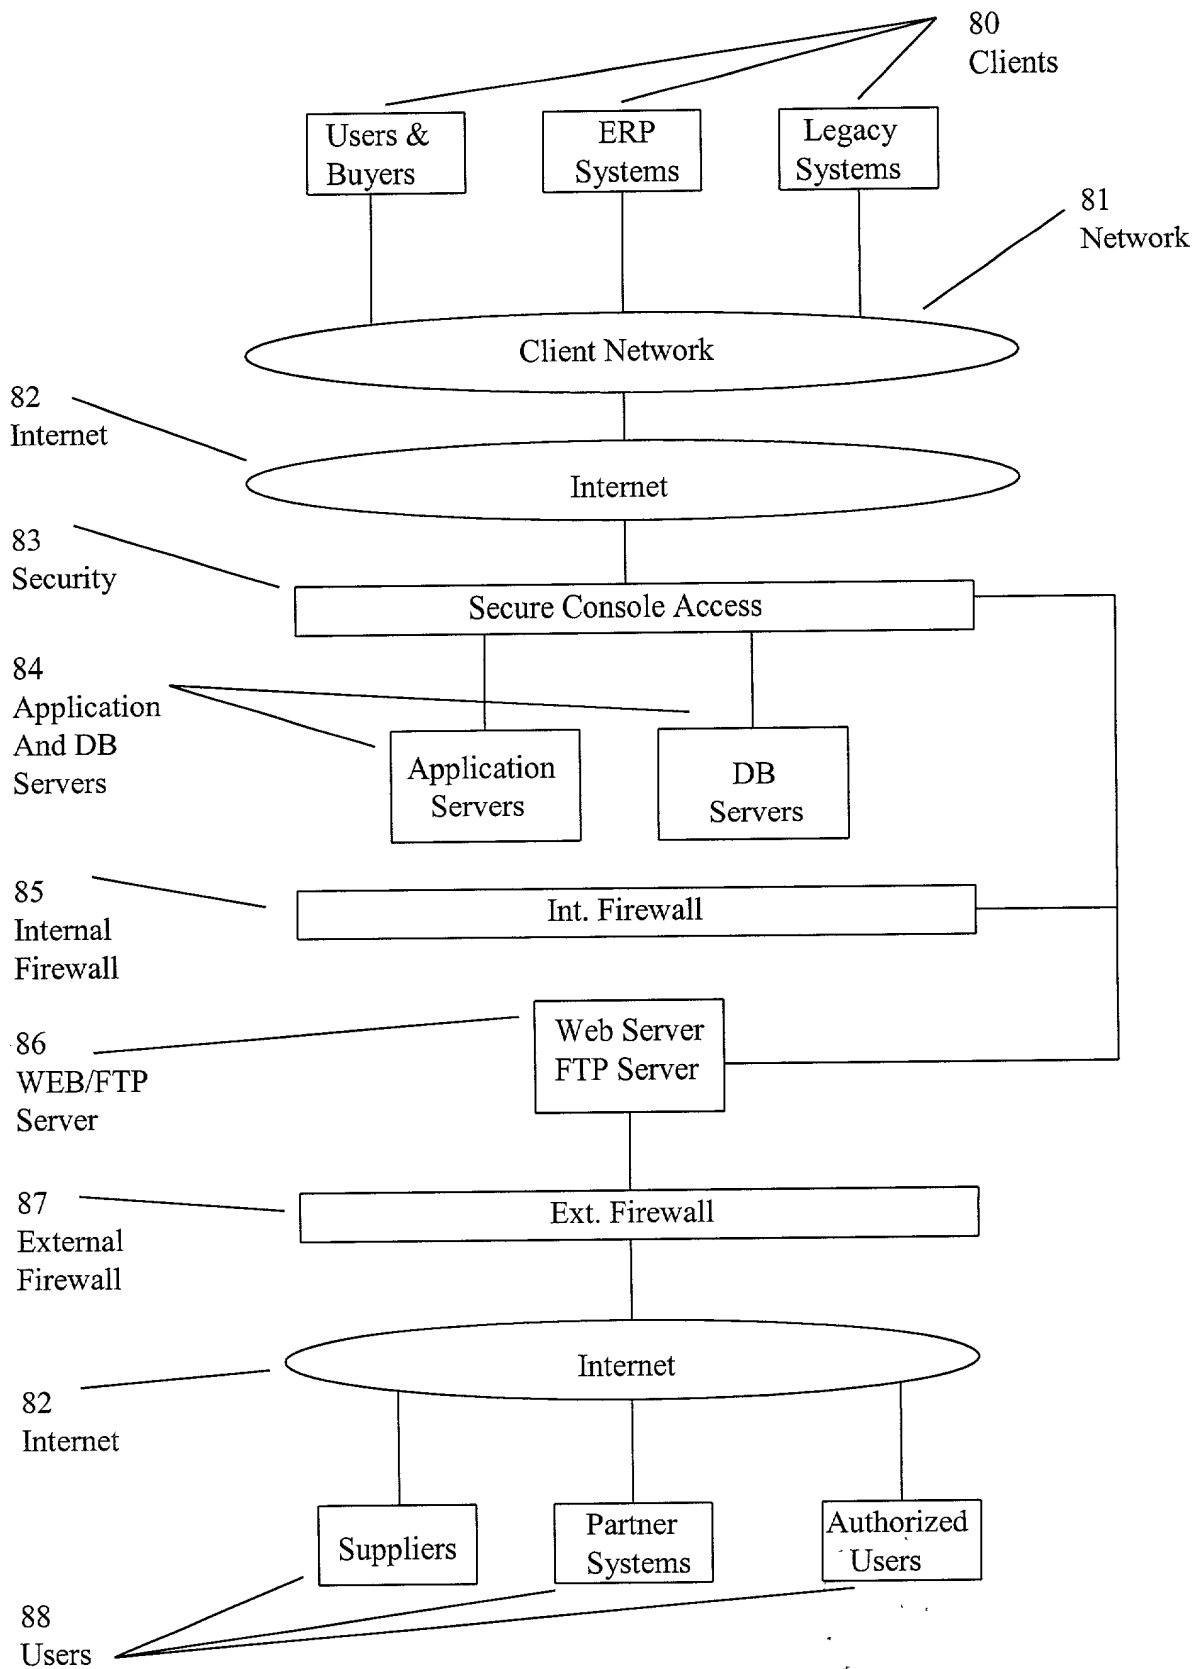 80
Clients
Users &
Buyers
ERP
Systems
Legacy
Systems
81
Network
Client Network
82
Internet
Internet
83
Security
Secure Console Access
84
Application
And DB
Servers
Application
Servers
DB
Servers
85
Internal
Firewall
Int. Firewall
86
WEB/FTP
Server
Web Server
FTP Server
87
External
Firewall
Ext. Firewall
Internet
82
Internet
Suppliers
Partner
Systems
Authorized
Users
88
Users